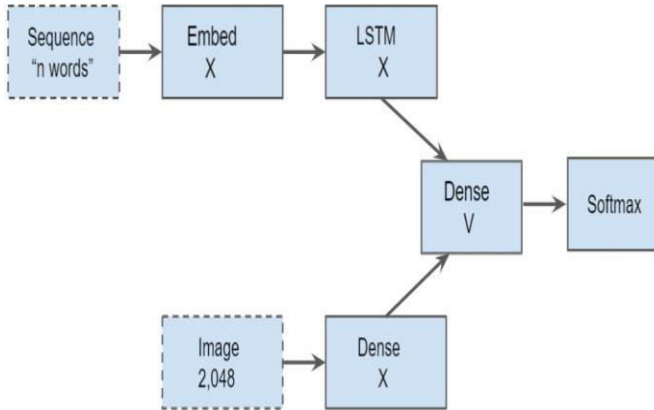 Sequence
“n words”
Embed
X
LSTM
X
Dense
V
Softmax
Image
2,048
Dense
X